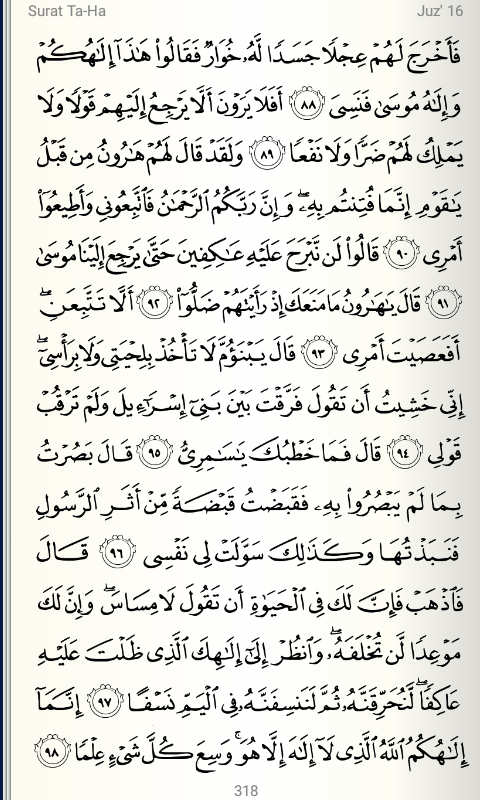 Surat Ta-Ha Juz' 16
فَأَخْرَجَ لَهُمْ عِجْلًا جَسَدًا لَّهُۥ خُوَارٌ فَقَالُوا۟ هَـٰذَآ إِلَـٰهُكُمْ
وَإِلَـٰهُ مُوسَىٰ فَنَسِىَ ٨٨ أَفَلَا يَرَوْنَ أَلَّا يَرْجِعُ إِلَيْهِمْ قَوْلًا وَلَا
يَمْلِكُ لَهُمْ ضَرًّا وَلَا نَفْعًا ٨٩ وَلَقَدْ قَالَ لَهُمْ هَـٰرُونُ مِن قَبْلُ
يَـٰقَوْمِ إِنَّمَا فُتِنتُم بِهِۦ ۖ وَإِنَّ رَبَّكُمُ ٱلرَّحْمَـٰنُ فَٱتَّبِعُونِى وَأَطِيعُوٓا۟
أَمْرِى ٩٠ قَالُوا۟ لَن نَّبْرَحَ عَلَيْهِ عَـٰكِفِينَ حَتَّىٰ يَرْجِعَ إِلَيْنَا مُوسَىٰ
٩١ قَالَ يَـٰهَـٰرُونُ مَا مَنَعَكَ إِذْ رَأَيْتَهُمْ ضَلُّوٓا۟ ٩٢ أَلَّا تَتَّبِعَنِ ۖ
أَفَعَصَيْتَ أَمْرِى ٩٣ قَالَ يَبْنَؤُمَّ لَا تَأْخُذْ بِلِحْيَتِى وَلَا بِرَأْسِىٓ ۖ
إِنِّى خَشِيتُ أَن تَقُولَ فَرَّقْتَ بَيْنَ بَنِىٓ إِسْرَٰٓءِيلَ وَلَمْ تَرْقُبْ
قَوْلِى ٩٤ قَالَ فَمَا خَطْبُكَ يَـٰسَـٰمِرِىُّ ٩٥ قَالَ بَصُرْتُ
بِمَا لَمْ يَبْصُرُوا۟ بِهِۦ فَقَبَضْتُ قَبْضَةً مِّنْ أَثَرِ ٱلرَّسُولِ
فَنَبَذْتُهَا وَكَذَٰلِكَ سَوَّلَتْ لِى نَفْسِى ٩٦ قَالَ
فَٱذْهَبْ فَإِنَّ لَكَ فِى ٱلْحَيَوٰةِ أَن تَقُولَ لَا مِسَاسَ ۖ وَإِنَّ لَكَ
مَوْعِدًا لَّن تُخْلَفَهُۥ ۖ وَٱنظُرْ إِلَىٰٓ إِلَـٰهِكَ ٱلَّذِى ظَلْتَ عَلَيْهِ
عَاكِفًا ۖ لَّنُحَرِّقَنَّهُۥ ثُمَّ لَنَنسِفَنَّهُۥ فِى ٱلْيَمِّ نَسْفًا ٩٧ إِنَّمَآ
إِلَـٰهُكُمُ ٱللَّهُ ٱلَّذِى لَآ إِلَـٰهَ إِلَّا هُوَ ۚ وَسِعَ كُلَّ شَىْءٍ عِلْمًا ٩٨
318